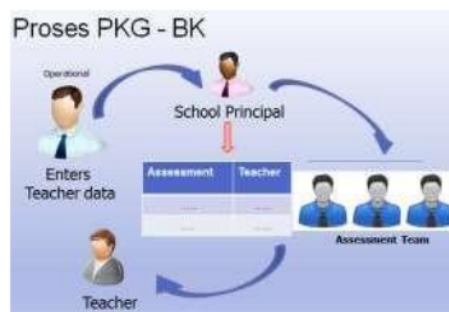 Proses PKG - BK
Operational
School Principal
Enters
Teacher data
Assessment Teacher
Assessment Team
Teacher